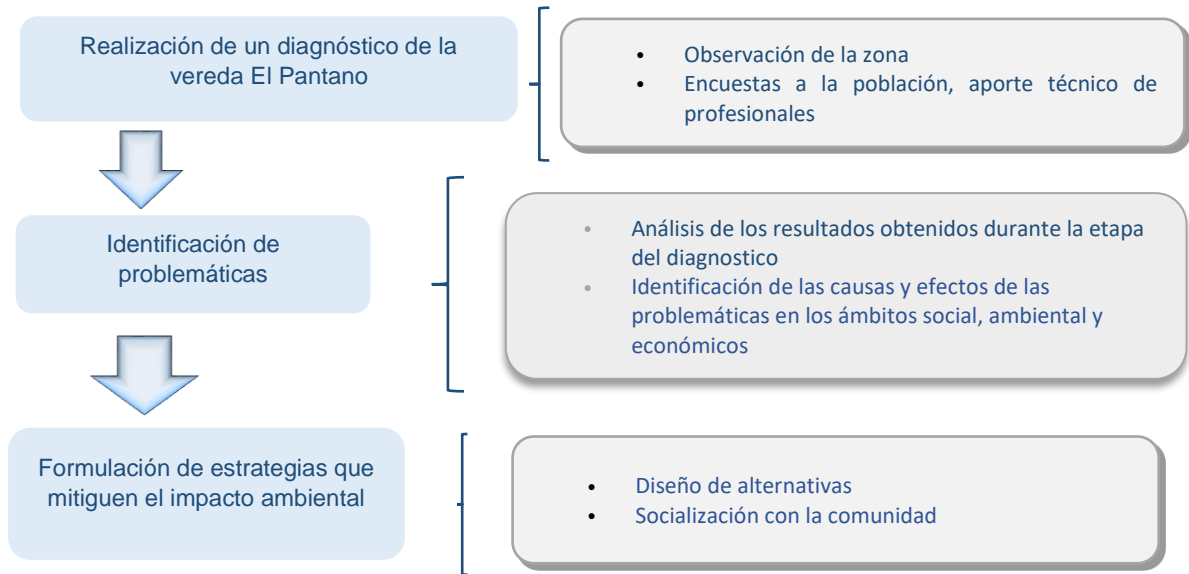 Realización de un diagnóstico de la
vereda El Pantano
• Observación de la zona
• Encuestas a la población, aporte técnico de
profesionales
Identificación de
problemáticas
• Análisis de los resultados obtenidos durante la etapa
del diagnostico
• Identificación de las causas y efectos de las
problemáticas en los ámbitos social, ambiental y
económicos
Formulación de estrategias que
mitiguen el impacto ambiental
• Diseño de alternativas
• Socialización con la comunidad